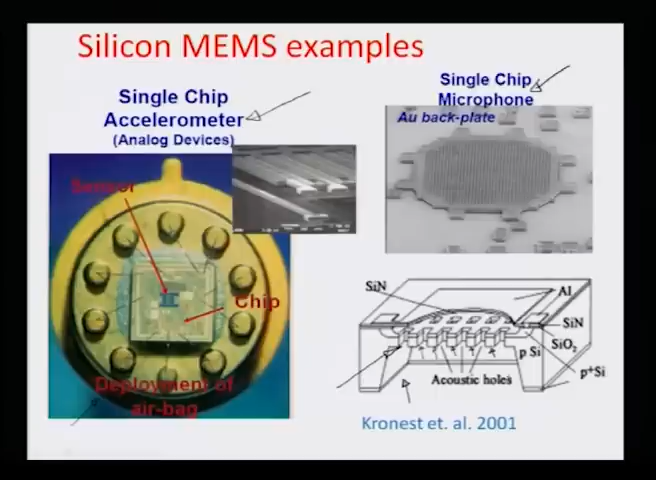 Silicon MEMS examples
Single Chip
Accelerometer
(Analog Devices)
Sensor
Chip
Deployment of
air-bag
Single Chip
Microphone
Au back-plate
SiN
Al
SiN
SiO2
p Si
p+Si
Acoustic holes
Kronest et. al. 2001